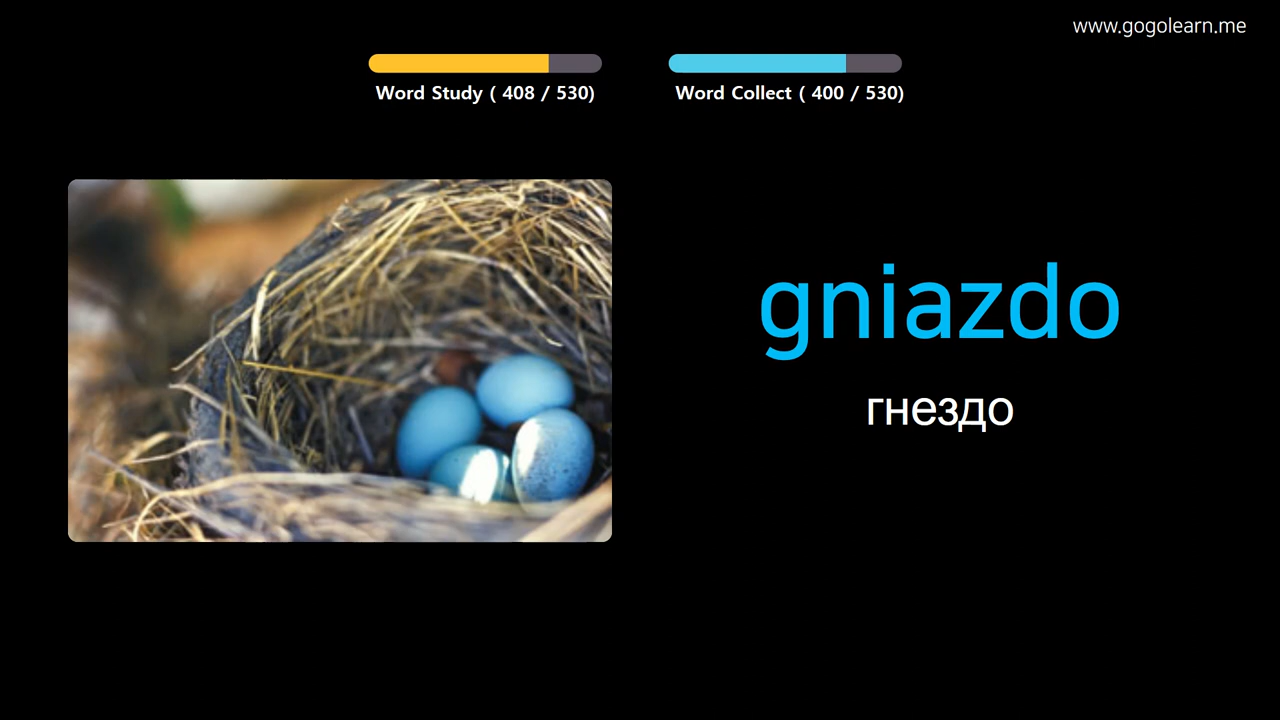 www.gogolearn.me
Word Study ( 408 / 530)
Word Collect ( 400 / 530)
gniazdo
гнездо